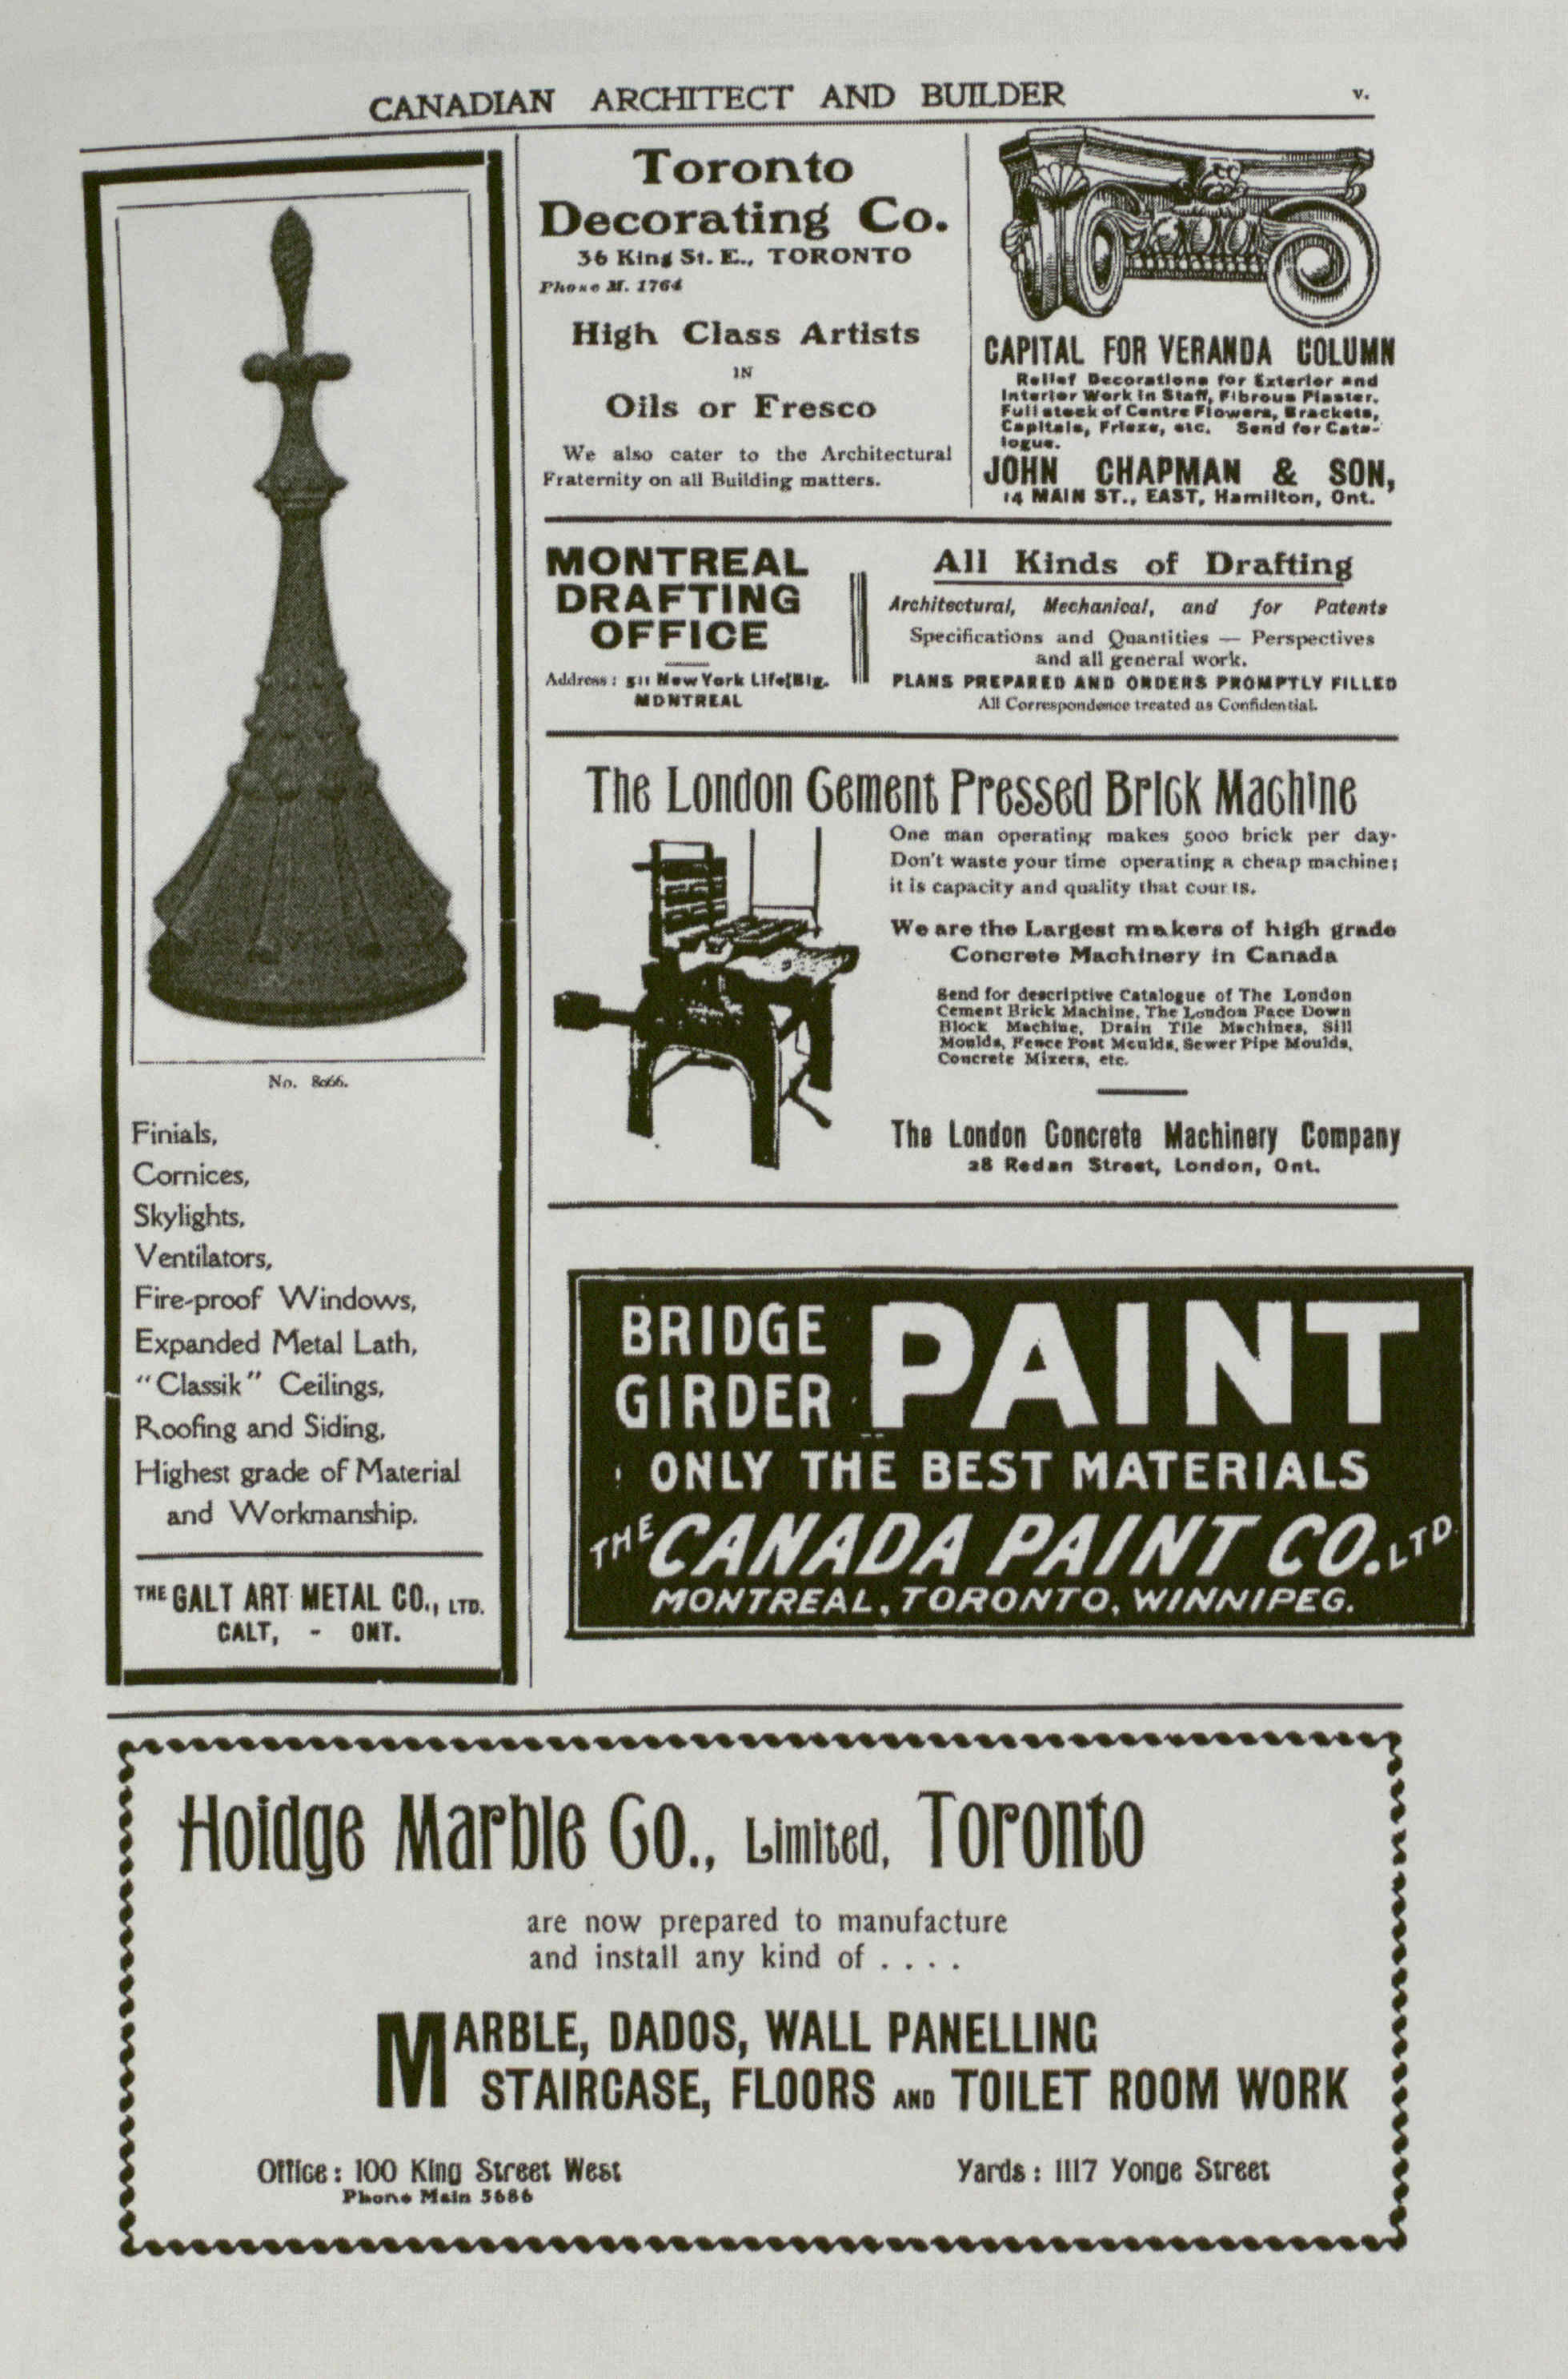 CANADIAN ARCHITECT AND BUILDER
v.
No. 8066.
Finials,
Cornices,
Skylights,
Ventilators,
Fire-proof Windows,
Expanded Metal Lath,
"Classik" Ceilings,
Roofing and Siding,
Highest grade of Material
and Workmanship.
THE GALT ART METAL CO., LTD.
GALT, - ONT.
Toronto
Decorating Co.
36 King St. E., TORONTO
Phone M. 1764
High Class Artists
IN
Oils or Fresco
We also cater to the Architectural
Fraternity on all Building matters.
CAPITAL FOR VERANDA COLUMN
Relief Decorations for Exterior and
Interior Work in Staff, Fibrous Plaster.
Full stock of Centre Flowers, Brackets,
Capitals, Frieze, etc. Send for Cata-
logue.
JOHN CHAPMAN & SON,
14 MAIN ST., EAST, Hamilton, Ont.
MONTREAL
DRAFTING
OFFICE
Address: 511 New York Life Blg.
MONTREAL
All Kinds of Drafting
Architectural, Mechanical, and for Patents
Specifications and Quantities — Perspectives
and all general work.
PLANS PREPARED AND ORDERS PROMPTLY FILLED
All Correspondence treated as Confidential.
The London Cement Pressed Brick Machine
One man operating makes 5000 brick per day.
Don't waste your time operating a cheap machine;
it is capacity and quality that counts.
We are the Largest makers of high grade
Concrete Machinery in Canada
Send for descriptive Catalogue of The London
Cement Brick Machine, The London Face Down
Block Machine, Drain Tile Machines, Sill
Moulds, Fence Post Moulds, Sewer Pipe Moulds,
Concrete Mixers, etc.
The London Concrete Machinery Company
28 Redan Street, London, Ont.
BRIDGE
GIRDER PAINT
ONLY THE BEST MATERIALS
THE CANADA PAINT CO. LTD.
MONTREAL, TORONTO, WINNIPEG.
Hoidge Marble Co., Limited, Toronto
are now prepared to manufacture
and install any kind of . . . .
MARBLE, DADOS, WALL PANELLING
STAIRCASE, FLOORS AND TOILET ROOM WORK
Office: 100 King Street West
Phone Main 5686
Yards: 1117 Yonge Street